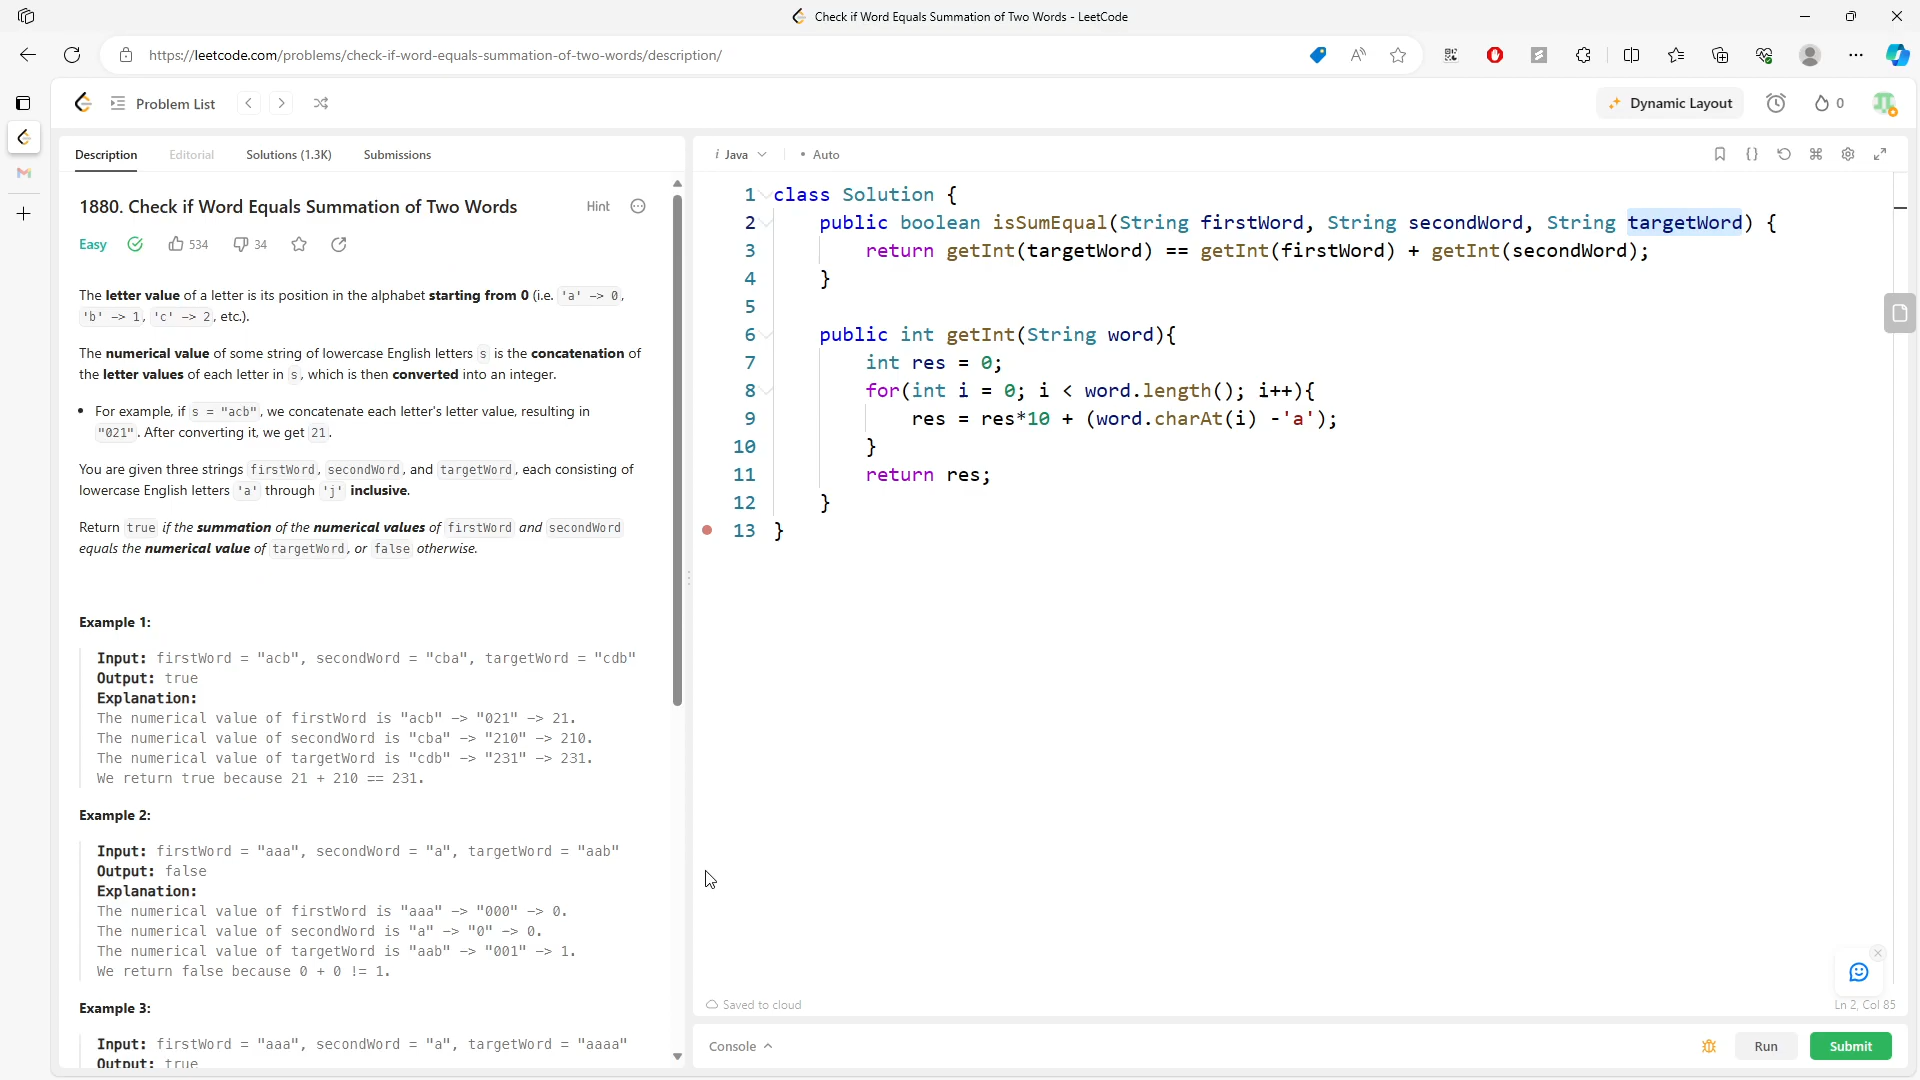 Check if Word Equals Summation of Two Words - LeetCode
https://leetcode.com/problems/check-if-word-equals-summation-of-two-words/description/
Problem List
Dynamic Layout
0
Description
Editorial
Solutions (1.3K)
Submissions
1880. Check if Word Equals Summation of Two Words
Hint
Easy
534
34
The letter value of a letter is its position in the alphabet starting from 0 (i.e. 'a' -> 0,
'b' -> 1, 'c' -> 2, etc.).
The numerical value of some string of lowercase English letters s is the concatenation of
the letter values of each letter in s, which is then converted into an integer.
• For example, if s = "acb", we concatenate each letter's letter value, resulting in
"021". After converting it, we get 21.
You are given three strings firstWord, secondWord, and targetWord, each consisting of
lowercase English letters 'a' through 'j' inclusive.
Return true if the summation of the numerical values of firstWord and secondWord
equals the numerical value of targetWord, or false otherwise.
Example 1:
Input: firstWord = "acb", secondWord = "cba", targetWord = "cdb"
Output: true
Explanation:
The numerical value of firstWord is "acb" -> "021" -> 21.
The numerical value of secondWord is "cba" -> "210" -> 210.
The numerical value of targetWord is "cdb" -> "231" -> 231.
We return true because 21 + 210 == 231.
Example 2:
Input: firstWord = "aaa", secondWord = "a", targetWord = "aab"
Output: false
Explanation:
The numerical value of firstWord is "aaa" -> "000" -> 0.
The numerical value of secondWord is "a" -> "0" -> 0.
The numerical value of targetWord is "aab" -> "001" -> 1.
We return false because 0 + 0 != 1.
Example 3:
Input: firstWord = "aaa", secondWord = "a", targetWord = "aaaa"
Output: true
i Java
• Auto
1 class Solution {
2 public boolean isSumEqual(String firstWord, String secondWord, String targetWord) {
3 return getInt(targetWord) == getInt(firstWord) + getInt(secondWord);
4 }
5
6 public int getInt(String word){
7 int res = 0;
8 for(int i = 0; i < word.length(); i++){
9 res = res*10 + (word.charAt(i) -'a');
10 }
11 return res;
12 }
13 }
Saved to cloud
Ln 2, Col 85
Console
Run
Submit